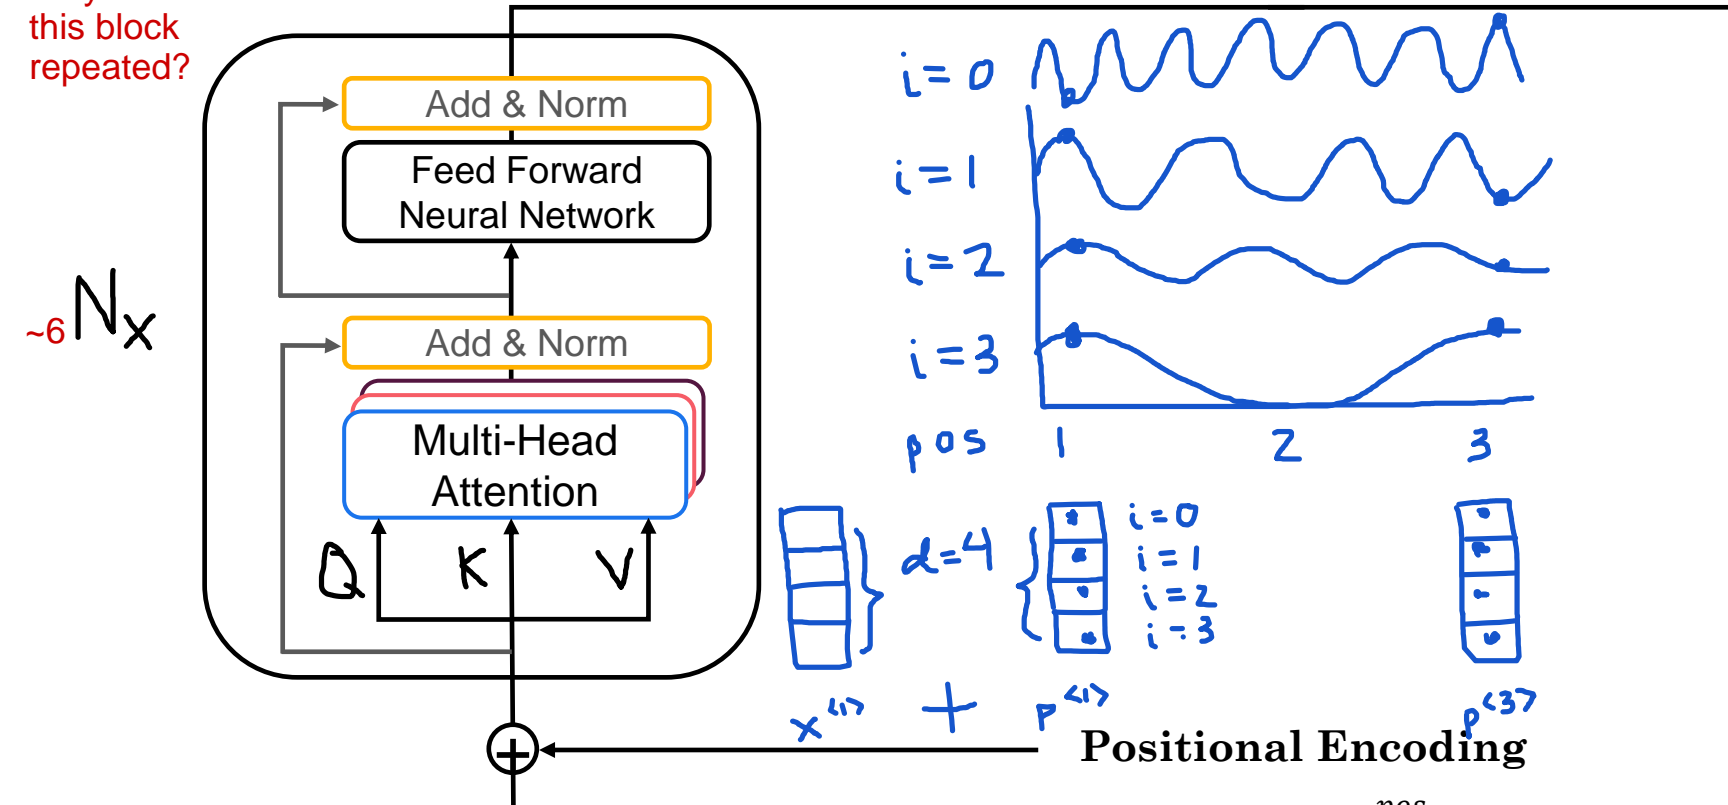 this block
repeated?
Add & Norm
Feed Forward
Neural Network
~6 Nx
Add & Norm
Multi-Head
Attention
Q K V
i = 0
i = 1
i = 2
i = 3
pos 1 2 3
d=4
i = 0
i = 1
i = 2
i = 3
x<1> + p<1> p<3>
Positional Encoding
pos